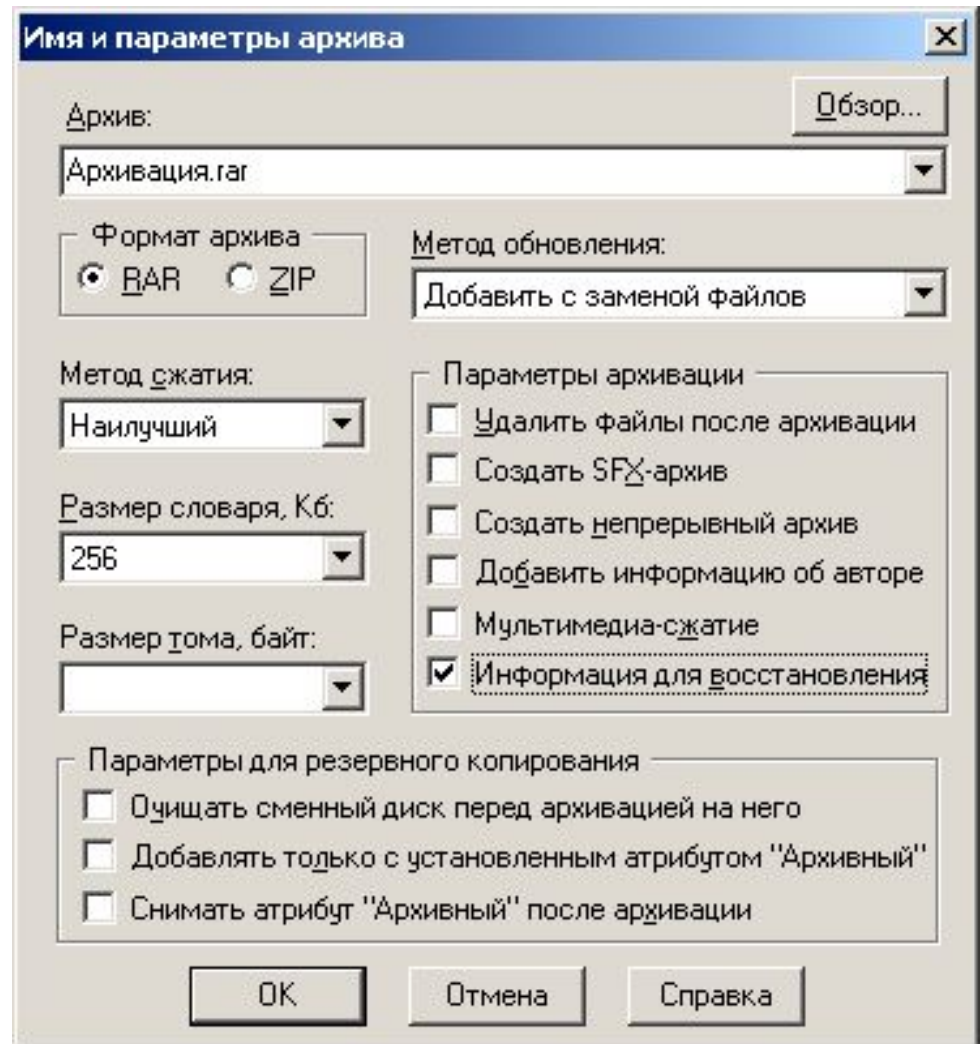 Имя и параметры архива
Обзор...
Архив:
Архивация.rar
Формат архива
RAR ZIP
Метод обновления:
Добавить с заменой файлов
Метод сжатия:
Наилучший
Размер словаря, Кб:
256
Размер тома, байт:
Параметры архивации
Удалить файлы после архивации
Создать SFX-архив
Создать непрерывный архив
Добавить информацию об авторе
Мультимедиа-сжатие
Информация для восстановления
Параметры для резервного копирования
Очищать сменный диск перед архивацией на него
Добавлять только с установленным атрибутом "Архивный"
Снимать атрибут "Архивный" после архивации
OK Отмена Справка